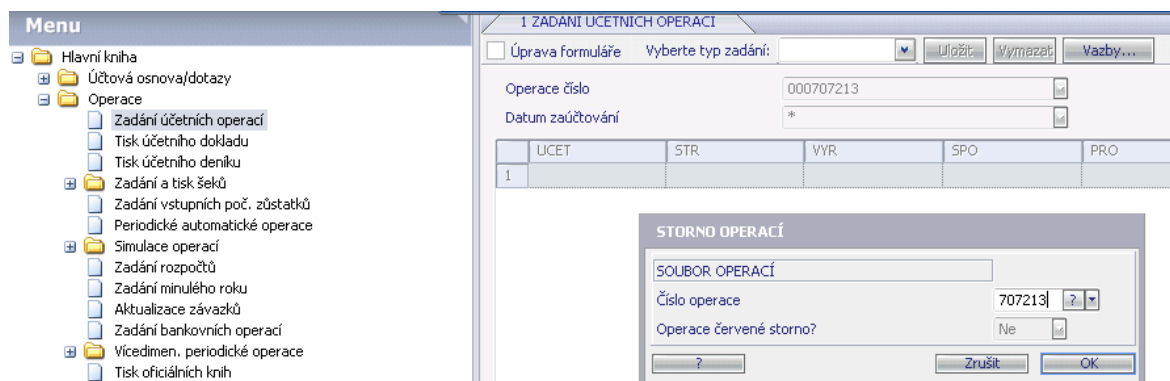 Menu
Hlavní kniha
Účtová osnova/dotazy
Operace
Zadání účetních operací
Tisk účetního dokladu
Tisk účetního deníku
Zadání a tisk šeků
Zadání vstupních poč. zůstatků
Periodické automatické operace
Simulace operací
Zadání rozpočtů
Zadání minulého roku
Aktualizace závazků
Zadání bankovních operací
Vícedimen. periodické operace
Tisk oficiálních knih
1 ZADÁNÍ ÚČETNÍCH OPERACÍ
Úprava formuláře Vyberte typ zadání: Uložit Vymazat Vazby...
Operace číslo 000707213
Datum zaúčtování *
UCET STR VYR SPO PRO
1
STORNO OPERACÍ
SOUBOR OPERACÍ
Číslo operace 707213 ?
Operace červené storno? Ne
? Zrušit OK